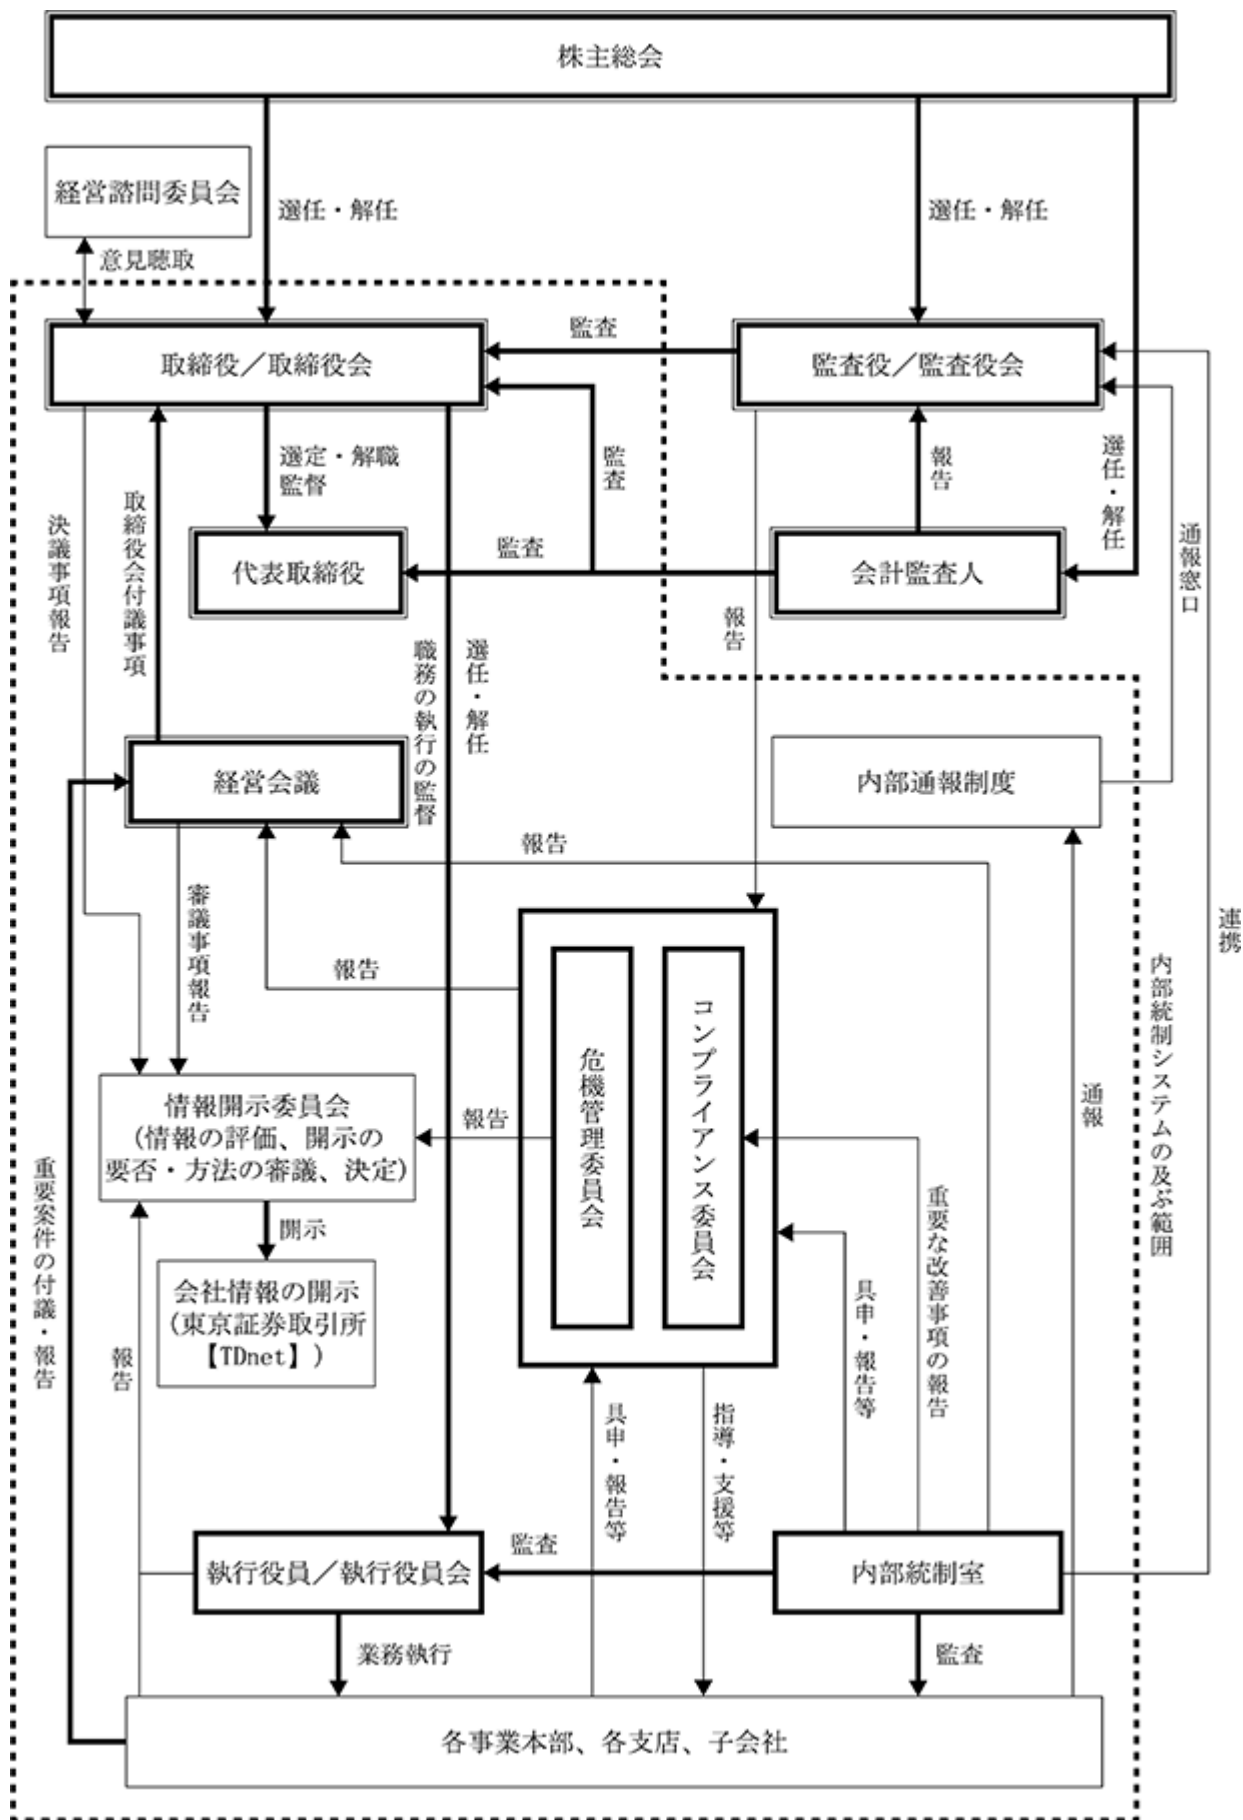 株主総会
経営諮問委員会
選任・解任
選任・解任
意見聴取
取締役／取締役会
監査
監査役／監査役会
選定・解職
監督
監査
報告
選任・解任
決議事項報告
取締役会付議事項
代表取締役
監査
会計監査人
通報窓口
報告
職務の執行の監督
選任・解任
経営会議
内部通報制度
報告
審議事項報告
報告
連携
内部統制システムの及ぶ範囲
危機管理委員会
コンプライアンス委員会
情報開示委員会
(情報の評価、開示の
要否・方法の審議、決定)
報告
通報
重要案件の付議・報告
開示
会社情報の開示
(東京証券取引所
【TDnet】)
報告
重要な改善事項の報告
具申・報告等
具申・報告等
指導・支援等
執行役員／執行役員会
監査
内部統制室
業務執行
監査
各事業本部、各支店、子会社